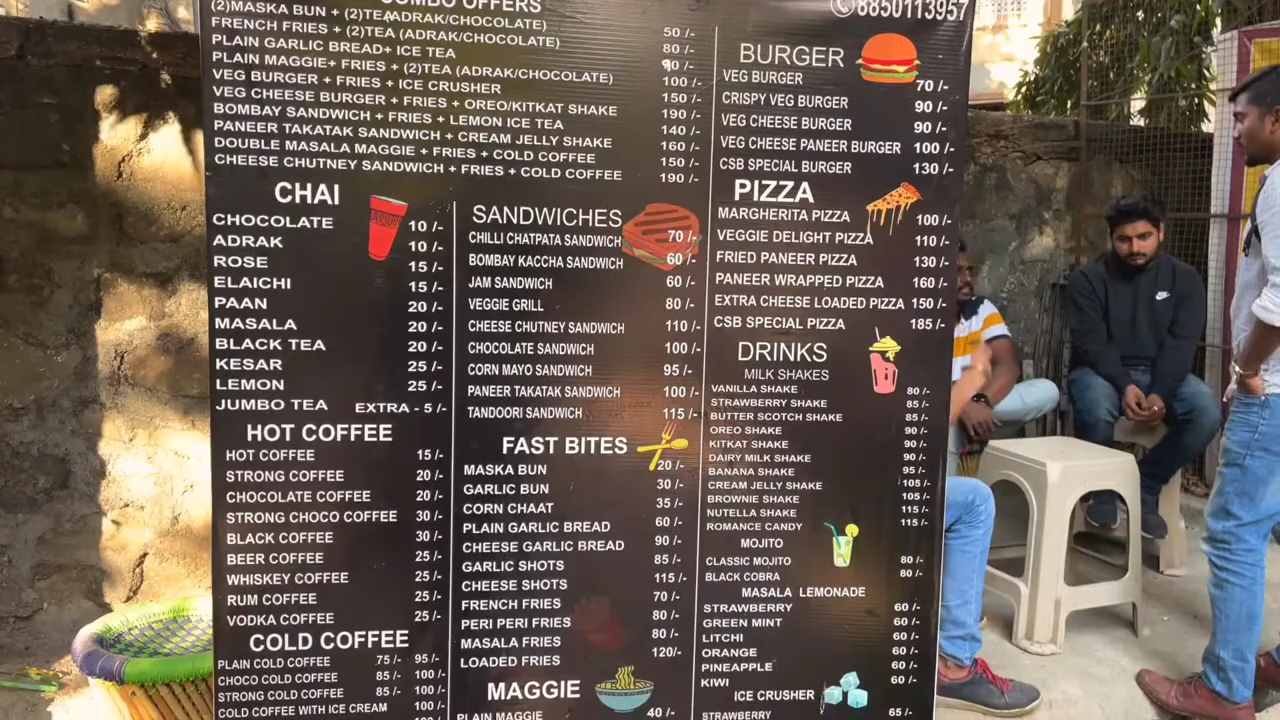 COMBO OFFERS
(2)MASKA BUN + (2)TEA(ADRAK/CHOCOLATE) 50 /-
FRENCH FRIES + (2)TEA (ADRAK/CHOCOLATE) 80 /-
PLAIN GARLIC BREAD+ ICE TEA 90 /-
PLAIN MAGGIE+ FRIES + (2)TEA (ADRAK/CHOCOLATE) 100 /-
VEG BURGER + FRIES + ICE CRUSHER 150 /-
VEG CHEESE BURGER + FRIES + OREO/KITKAT SHAKE 190 /-
BOMBAY SANDWICH + FRIES + LEMON ICE TEA 140 /-
PANEER TAKATAK SANDWICH + CREAM JELLY SHAKE 160 /-
DOUBLE MASALA MAGGIE + FRIES + COLD COFFEE 150 /-
CHEESE CHUTNEY SANDWICH + FRIES + COLD COFFEE 190 /-
CHAI
CHOCOLATE 10 /-
ADRAK 10 /-
ROSE 15 /-
ELAICHI 15 /-
PAAN 20 /-
MASALA 20 /-
BLACK TEA 20 /-
KESAR 25 /-
LEMON 25 /-
JUMBO TEA EXTRA - 5 /-
HOT COFFEE
HOT COFFEE 15 /-
STRONG COFFEE 20 /-
CHOCOLATE COFFEE 20 /-
STRONG CHOCO COFFEE 30 /-
BLACK COFFEE 30 /-
BEER COFFEE 25 /-
WHISKEY COFFEE 25 /-
RUM COFFEE 25 /-
VODKA COFFEE 25 /-
COLD COFFEE
PLAIN COLD COFFEE 75 /- 95 /-
CHOCO COLD COFFEE 85 /- 100 /-
STRONG COLD COFFEE 85 /- 100 /-
COLD COFFEE WITH ICE CREAM 100 /-
SANDWICHES
CHILLI CHATPATA SANDWICH 70 /-
BOMBAY KACCHA SANDWICH 60 /-
JAM SANDWICH 60 /-
VEGGIE GRILL 80 /-
CHEESE CHUTNEY SANDWICH 110 /-
CHOCOLATE SANDWICH 100 /-
CORN MAYO SANDWICH 95 /-
PANEER TAKATAK SANDWICH 100 /-
TANDOORI SANDWICH 115 /-
FAST BITES
MASKA BUN 20 /-
GARLIC BUN 30 /-
CORN CHAAT 35 /-
PLAIN GARLIC BREAD 60 /-
CHEESE GARLIC BREAD 90 /-
GARLIC SHOTS 85 /-
CHEESE SHOTS 115 /-
FRENCH FRIES 70 /-
PERI PERI FRIES 80 /-
MASALA FRIES 80 /-
LOADED FRIES 120/-
MAGGIE
PLAIN MAGGIE 40 /-
8850113957
BURGER
VEG BURGER 70 /-
CRISPY VEG BURGER 90 /-
VEG CHEESE BURGER 90 /-
VEG CHEESE PANEER BURGER 100 /-
CSB SPECIAL BURGER 130 /-
PIZZA
MARGHERITA PIZZA 100 /-
VEGGIE DELIGHT PIZZA 110 /-
FRIED PANEER PIZZA 130 /-
PANEER WRAPPED PIZZA 160 /-
EXTRA CHEESE LOADED PIZZA 150 /-
CSB SPECIAL PIZZA 185 /-
DRINKS
MILK SHAKES
VANILLA SHAKE 80 /-
STRAWBERRY SHAKE 85 /-
BUTTER SCOTCH SHAKE 85 /-
OREO SHAKE 90 /-
KITKAT SHAKE 90 /-
DAIRY MILK SHAKE 90 /-
BANANA SHAKE 95 /-
CREAM JELLY SHAKE 105 /-
BROWNIE SHAKE 105 /-
NUTELLA SHAKE 115 /-
ROMANCE CANDY 115 /-
MOJITO
CLASSIC MOJITO 80 /-
BLACK COBRA 80 /-
MASALA LEMONADE
STRAWBERRY 60 /-
GREEN MINT 60 /-
LITCHI 60 /-
ORANGE 60 /-
PINEAPPLE 60 /-
KIWI 60 /-
ICE CRUSHER
STRAWBERRY 65 /-